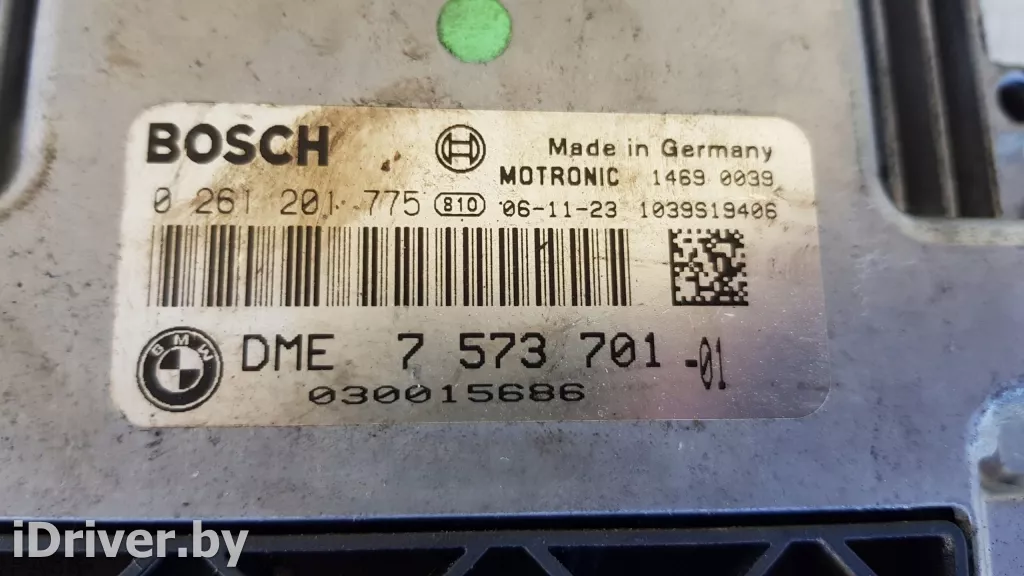 BOSCH
Made in Germany
MOTRONIC 1469 0039
0 261 201 775 810 06-11-23 1039S19406
BMW
DME 7 573 701 -01
030015686
iDriver.by